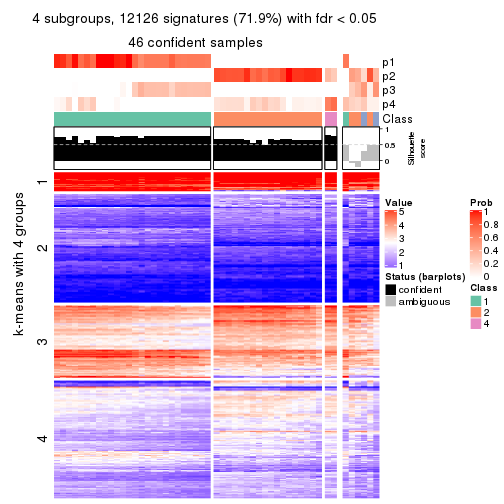 4 subgroups, 12126 signatures (71.9%) with fdr < 0.05
46 confident samples
p1
p2
p3
p4
Class
1
0.5
0
Silhouette
score
k-means with 4 groups
1
2
3
4
Value
5
4
3
2
1
Status (barplots)
confident
ambiguous
Prob
1
0.8
0.6
0.4
0.2
0
Class
1
2
4